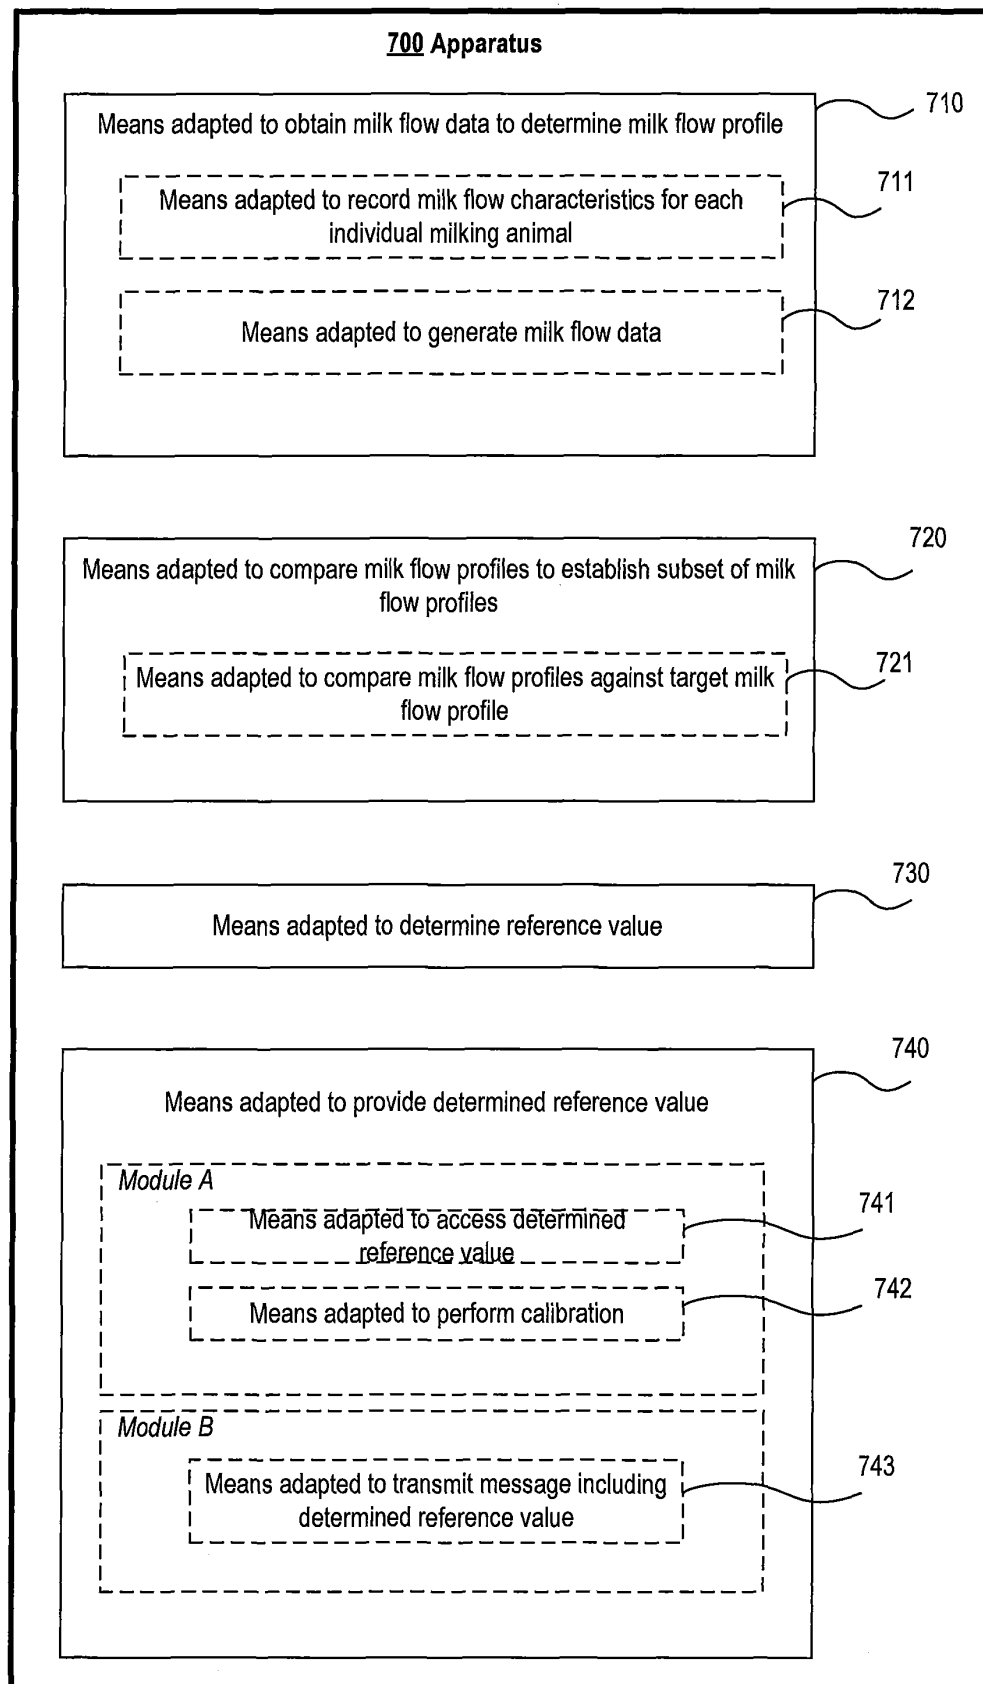 700 Apparatus
710
Means adapted to obtain milk flow data to determine milk flow profile
711
Means adapted to record milk flow characteristics for each
individual milking animal
712
Means adapted to generate milk flow data
720
Means adapted to compare milk flow profiles to establish subset of milk
flow profiles
721
Means adapted to compare milk flow profiles against target milk
flow profile
730
Means adapted to determine reference value
740
Means adapted to provide determined reference value
Module A
741
Means adapted to access determined
reference value
742
Means adapted to perform calibration
Module B
743
Means adapted to transmit message including
determined reference value